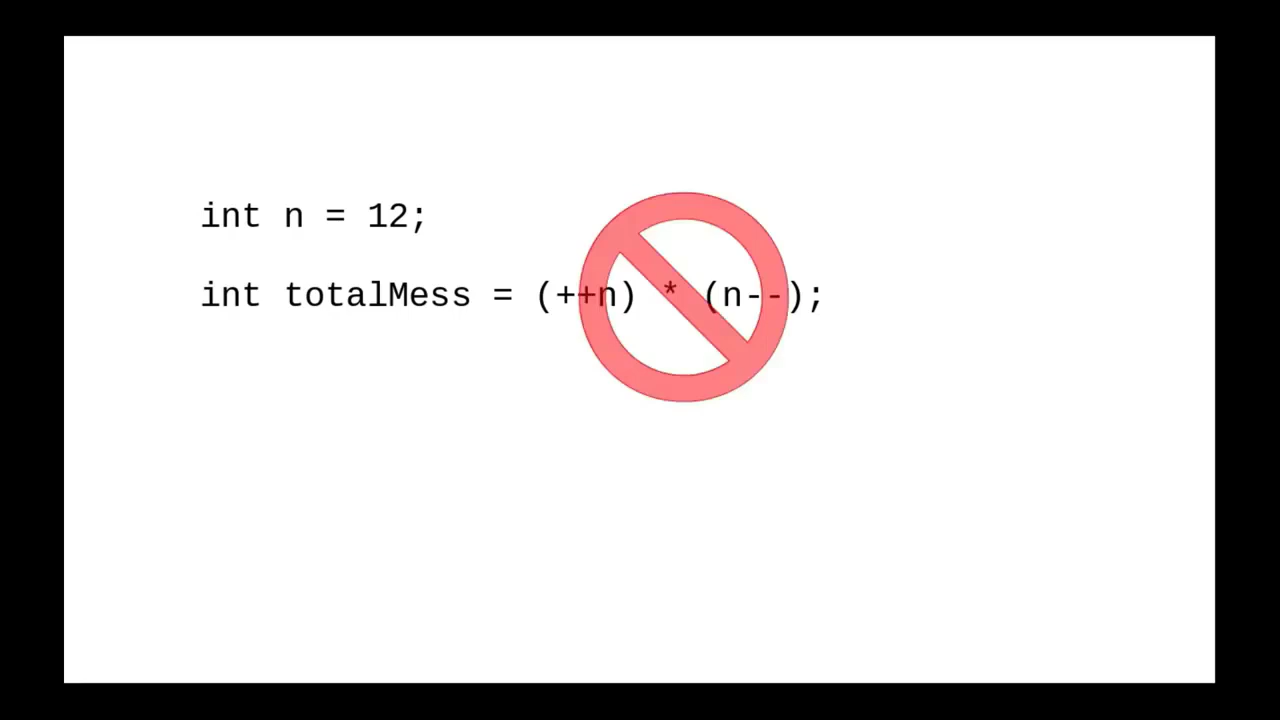 int n = 12;
int totalMess = (++n) * (n--);